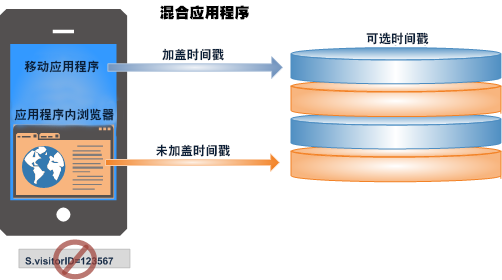 混合应用程序
可选时间戳
移动应用程序
加盖时间戳
应用程序内浏览器
未加盖时间戳
S.visitorID=123567